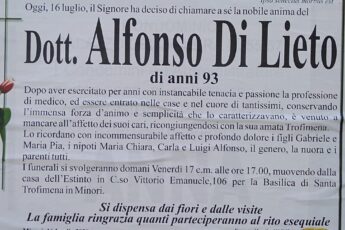 Oggi, 16 luglio, il Signore ha deciso di chiamare a sé la nobile anima del
Dott. Alfonso Di Lieto
di anni 93
Dopo aver esercitato per anni con instancabile tenacia e passione la professione
di medico, ed essere entrato nelle case e nel cuore di tantissimi, conservando
l'immensa forza d'animo e semplicità che lo caratterizzavano, è venuto a
mancare all'affetto dei suoi cari, ricongiungendosi con la sua amata Trofimena.
Lo ricordano con incommensurabile affetto e profondo dolore i figli Gabriele e
Maria Pia, i nipoti Maria Chiara, Carla e Luigi Alfonso, il genero, la nuora e i
parenti tutti.
I funerali si svolgeranno domani Venerdì 17 c.m. alle ore 17.00, muovendo dalla
casa dell'Estinto in C.so Vittorio Emanuele,106 per la Basilica di Santa
Trofimena in Minori.
Si dispensa dai fiori e dalle visite
La famiglia ringrazia quanti parteciperanno al rito esequiale